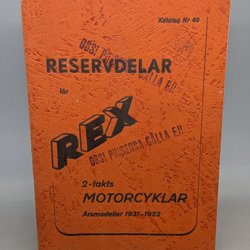 Katalog Nr 40
OBS! PRISERNA GÄLLA EJ!
RESERVDELAR
för
REX
OBS! PRISERNA GÄLLA EJ!
2-takts
MOTORCYKLAR
Årsmodeller 1931-1952